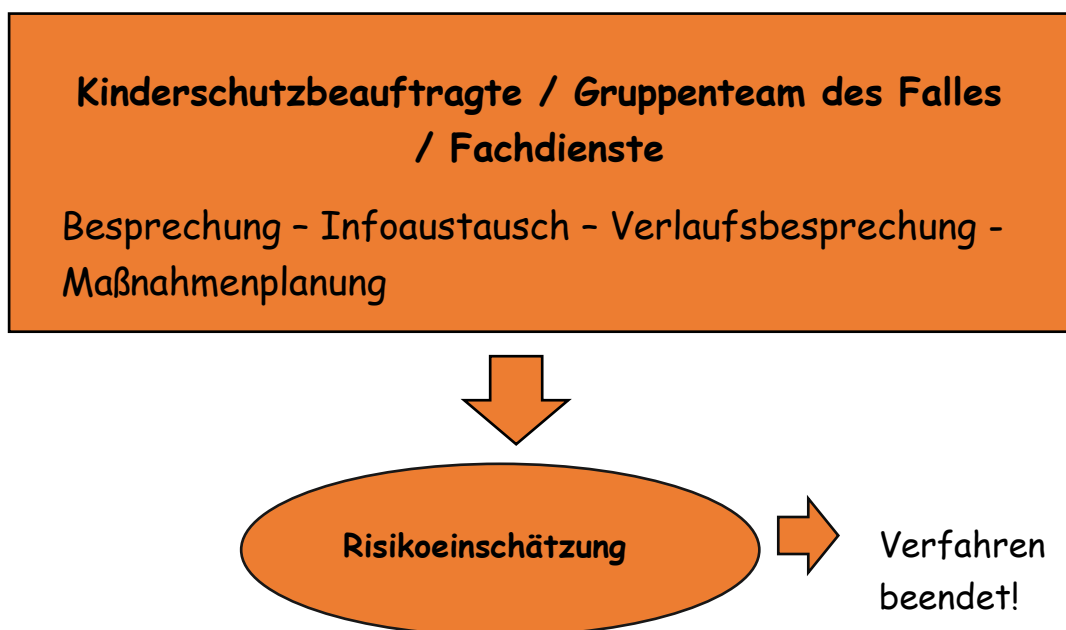 Kinderschutzbeauftragte / Gruppenteam des Falles
/ Fachdienste
Besprechung – Infoaustausch – Verlaufsbesprechung -
Maßnahmenplanung
Risikoeinschätzung
Verfahren
beendet!